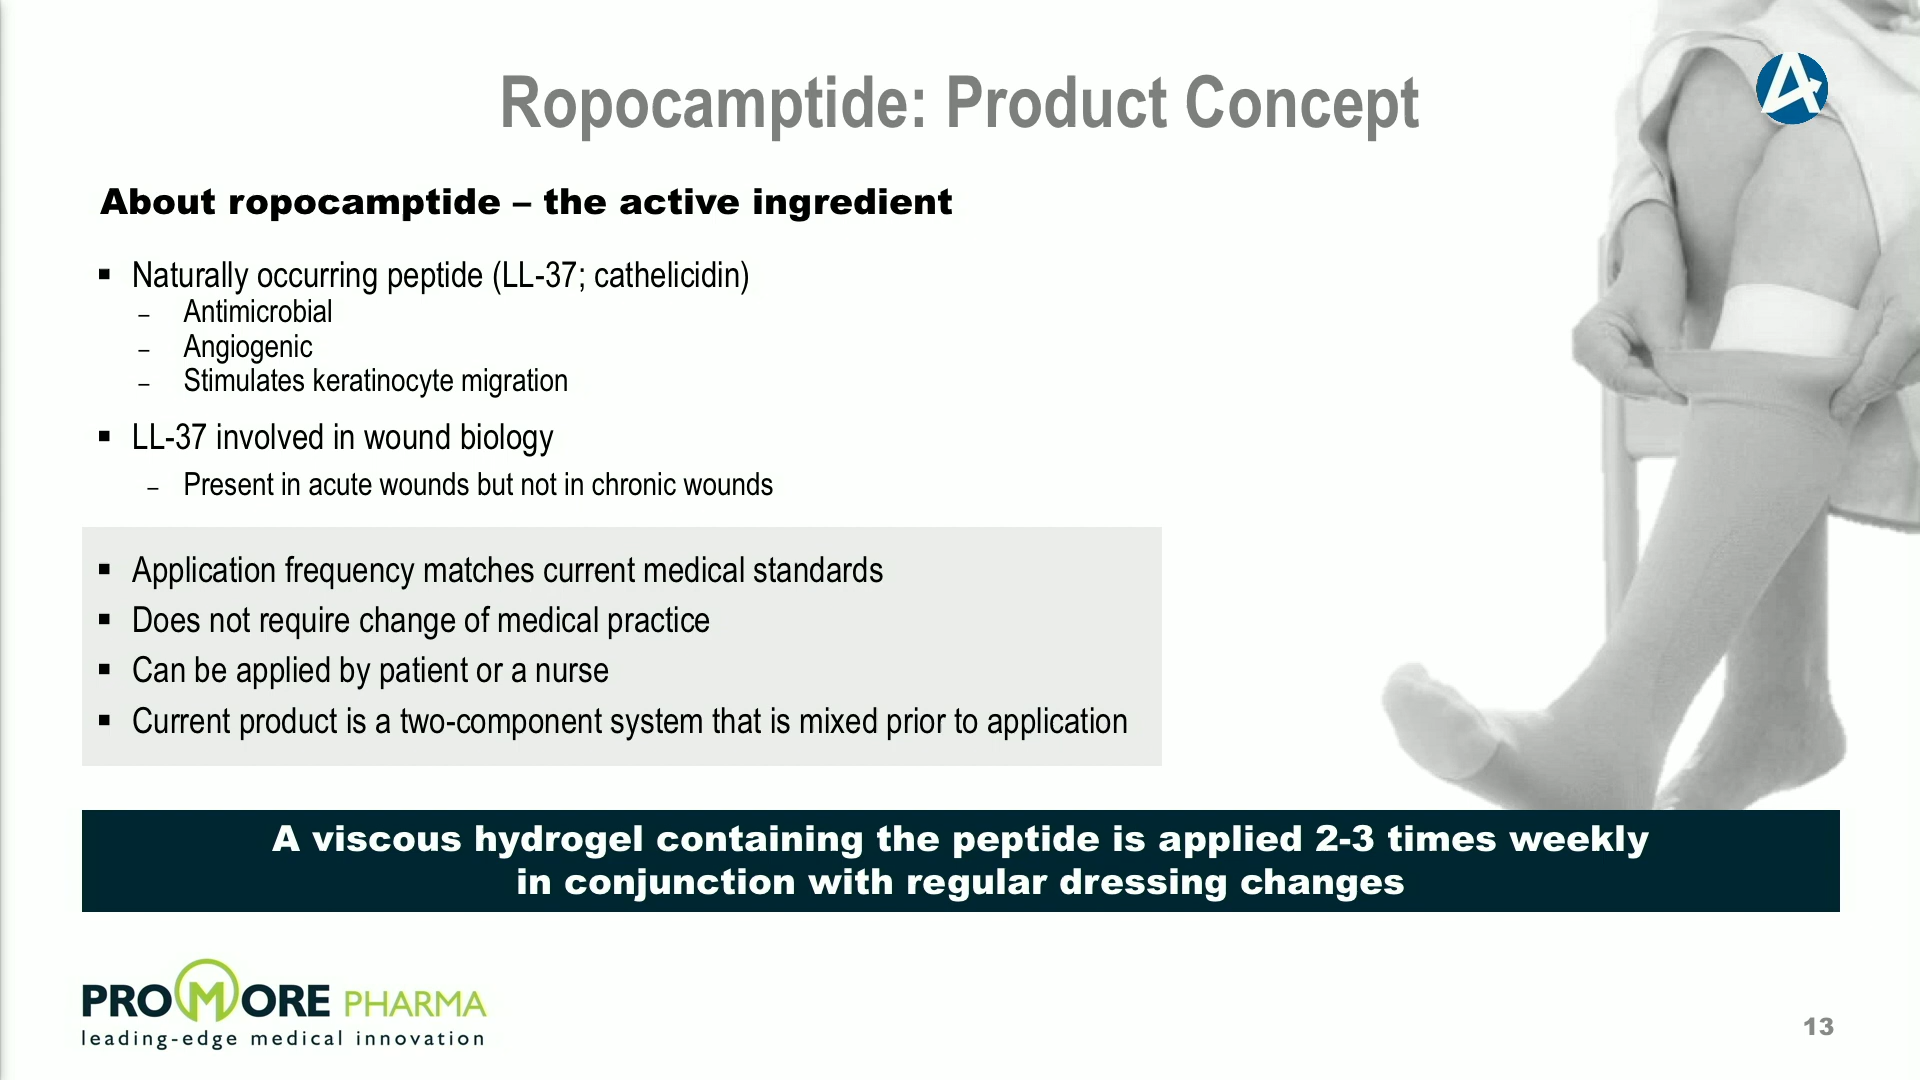 Ropocamptide: Product Concept
About ropocamptide – the active ingredient
▪ Naturally occurring peptide (LL-37; cathelicidin)
– Antimicrobial
– Angiogenic
– Stimulates keratinocyte migration
▪ LL-37 involved in wound biology
– Present in acute wounds but not in chronic wounds
▪ Application frequency matches current medical standards
▪ Does not require change of medical practice
▪ Can be applied by patient or a nurse
▪ Current product is a two-component system that is mixed prior to application
A viscous hydrogel containing the peptide is applied 2-3 times weekly
in conjunction with regular dressing changes
PROMORE PHARMA
leading-edge medical innovation
13